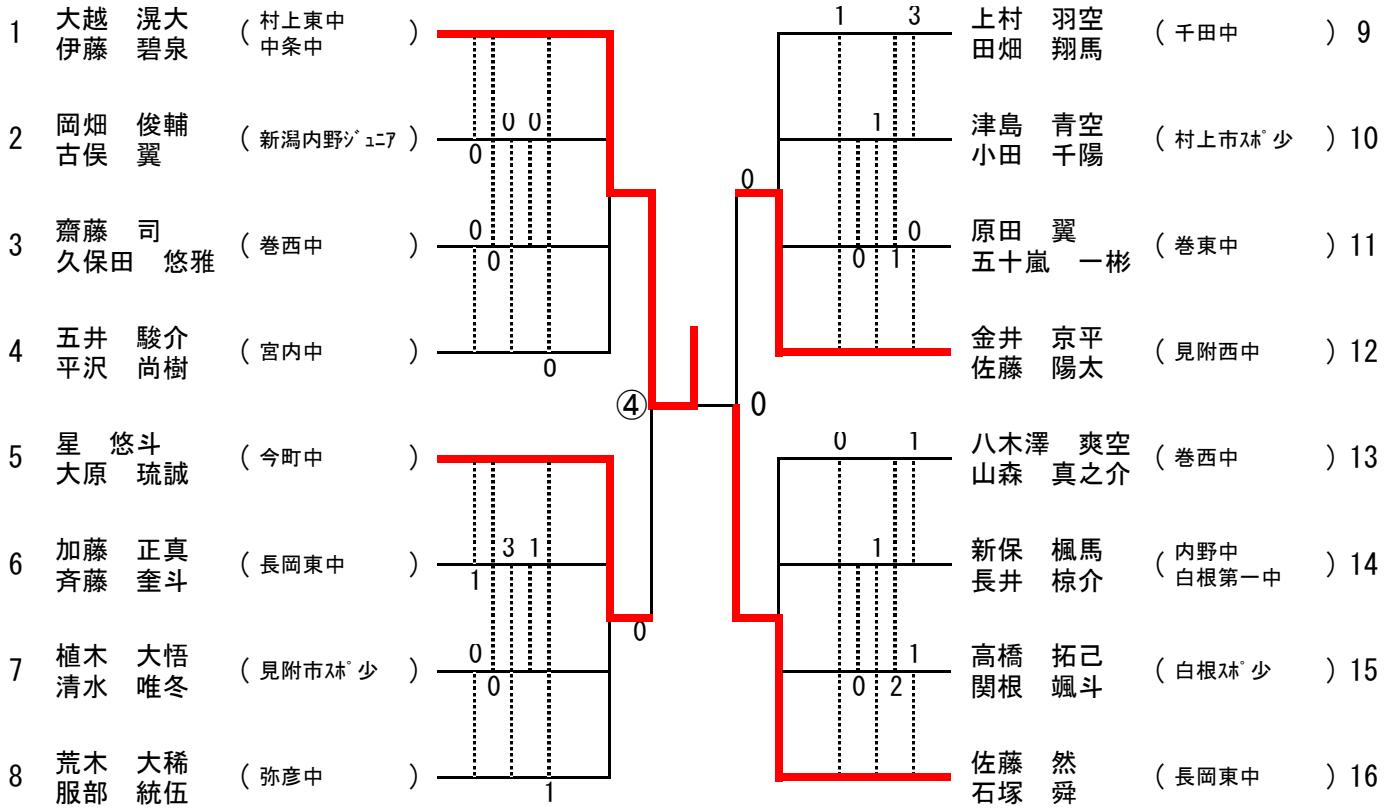 1 大越 滉大 ( 村上東中 )
伊藤 碧泉 中条中
2 岡畑 俊輔 ( 新潟内野ｼﾞｭﾆｱ )
古俣 翼
0 0
0
3 齋藤 司 ( 巻西中 )
久保田 悠雅
0
0
4 五井 駿介 ( 宮内中 )
平沢 尚樹
0
④ 0
5 星 悠斗 ( 今町中 )
大原 琉誠
6 加藤 正真 ( 長岡東中 )
斉藤 奎斗
3 1
1
0
7 植木 大悟 ( 見附市ｽﾎﾟ少 )
清水 唯冬
0
0
8 荒木 大稀 ( 弥彦中 )
服部 統伍
1
1 3
上村 羽空 ( 千田中 ) 9
田畑 翔馬
1
津島 青空 ( 村上市ｽﾎﾟ少 ) 10
小田 千陽
0
0
原田 翼 ( 巻東中 ) 11
五十嵐 一彬
0 1
金井 京平 ( 見附西中 ) 12
佐藤 陽太
0 1
八木澤 爽空 ( 巻西中 ) 13
山森 真之介
1
新保 楓馬 ( 内野中 ) 14
長井 椋介 白根第一中
1
高橋 拓己 ( 白根ｽﾎﾟ少 ) 15
関根 颯斗
0 2
佐藤 然 ( 長岡東中 ) 16
石塚 舜